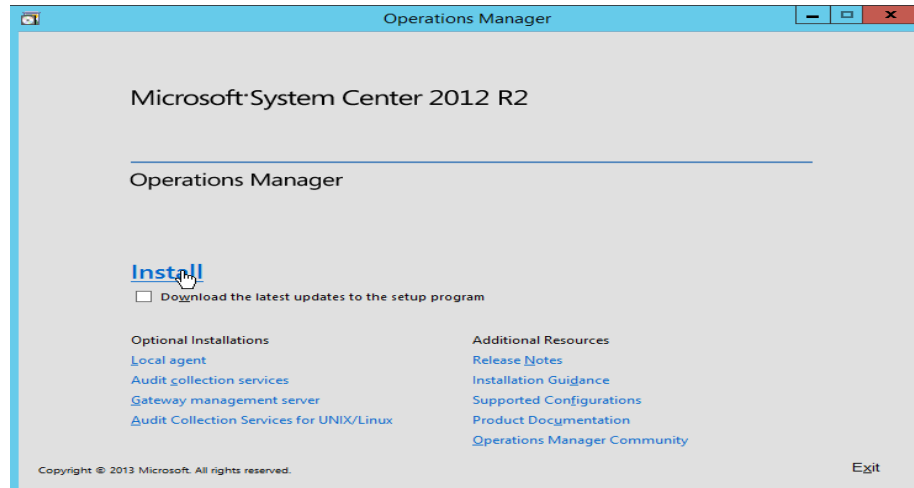 Operations Manager
Microsoft System Center 2012 R2
Operations Manager
Install
Download the latest updates to the setup program
Optional Installations
Local agent
Audit collection services
Gateway management server
Audit Collection Services for UNIX/Linux
Additional Resources
Release Notes
Installation Guidance
Supported Configurations
Product Documentation
Operations Manager Community
Copyright © 2013 Microsoft. All rights reserved.
Exit